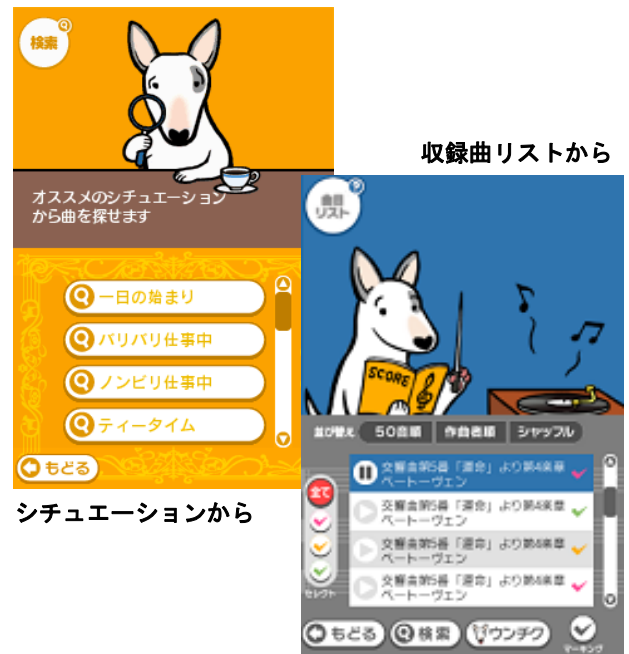 検索
オススメのシチュエーション
から曲を探せます
一日の始まり
バリバリ仕事中
ノンビリ仕事中
ティータイム
もどる
シチュエーションから
収録曲リストから
曲目
リスト
SCORE
並び替え 50音順 作曲者順 シャッフル
全て
セレクト
交響曲第5番「運命」より第4楽章
ベートーヴェン
交響曲第5番「運命」より第4楽章
ベートーヴェン
交響曲第5番「運命」より第4楽章
ベートーヴェン
交響曲第5番「運命」より第4楽章
ベートーヴェン
もどる 検索 ウンチク
マーキング